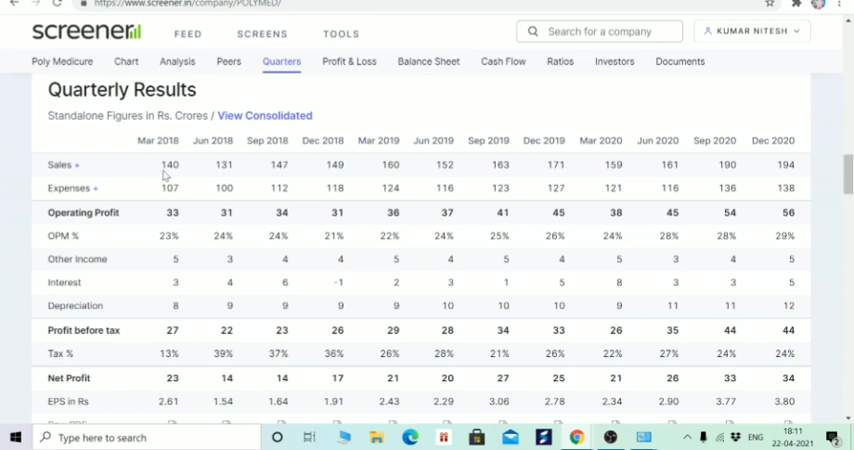 https://www.screener.in/company/POLYMED/
screener
FEED SCREENS TOOLS
Search for a company
KUMAR NITESH
Poly Medicure Chart Analysis Peers Quarters Profit & Loss Balance Sheet Cash Flow Ratios Investors Documents
Quarterly Results
Standalone Figures in Rs. Crores / View Consolidated
Mar 2018 Jun 2018 Sep 2018 Dec 2018 Mar 2019 Jun 2019 Sep 2019 Dec 2019 Mar 2020 Jun 2020 Sep 2020 Dec 2020
Sales + 140 131 147 149 160 152 163 171 159 161 190 194
Expenses + 107 100 112 118 124 116 123 127 121 116 136 138
Operating Profit 33 31 34 31 36 37 41 45 38 45 54 56
OPM % 23% 24% 24% 21% 22% 24% 25% 26% 24% 28% 28% 29%
Other Income 5 3 4 4 5 4 5 4 5 3 4 5
Interest 3 4 6 -1 2 3 1 5 8 3 3 5
Depreciation 8 9 9 9 9 10 10 10 9 11 11 12
Profit before tax 27 22 23 26 29 28 34 33 26 35 44 44
Tax % 13% 39% 37% 36% 26% 28% 21% 26% 22% 27% 24% 24%
Net Profit 23 14 14 17 21 20 27 25 21 26 33 34
EPS in Rs 2.61 1.54 1.64 1.91 2.43 2.29 3.06 2.78 2.34 2.90 3.77 3.80
Type here to search
ENG
18:11
22-04-2021
2